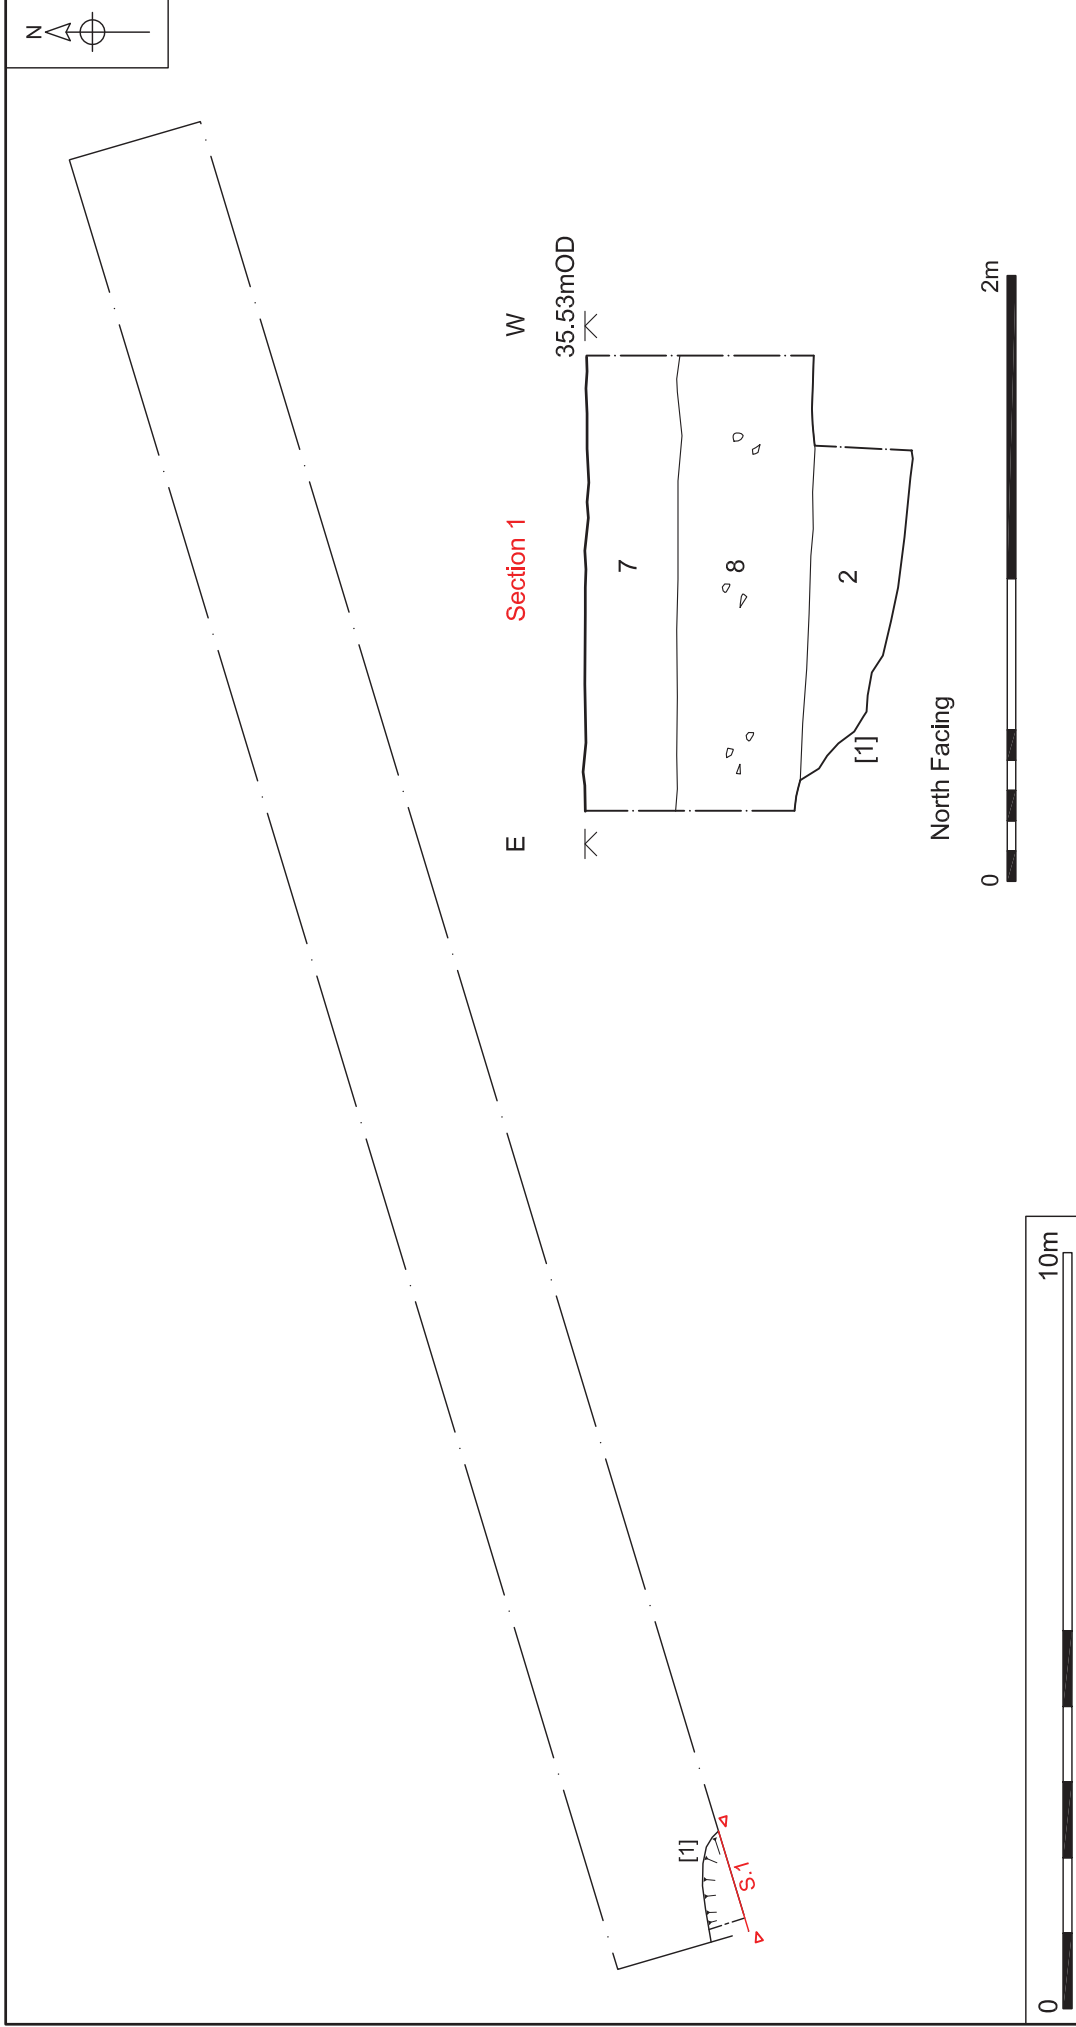 N
Section 1
E
W
35.53mOD
7
8
2
[1]
North Facing
0
2m
[1]
S.1
0
10m